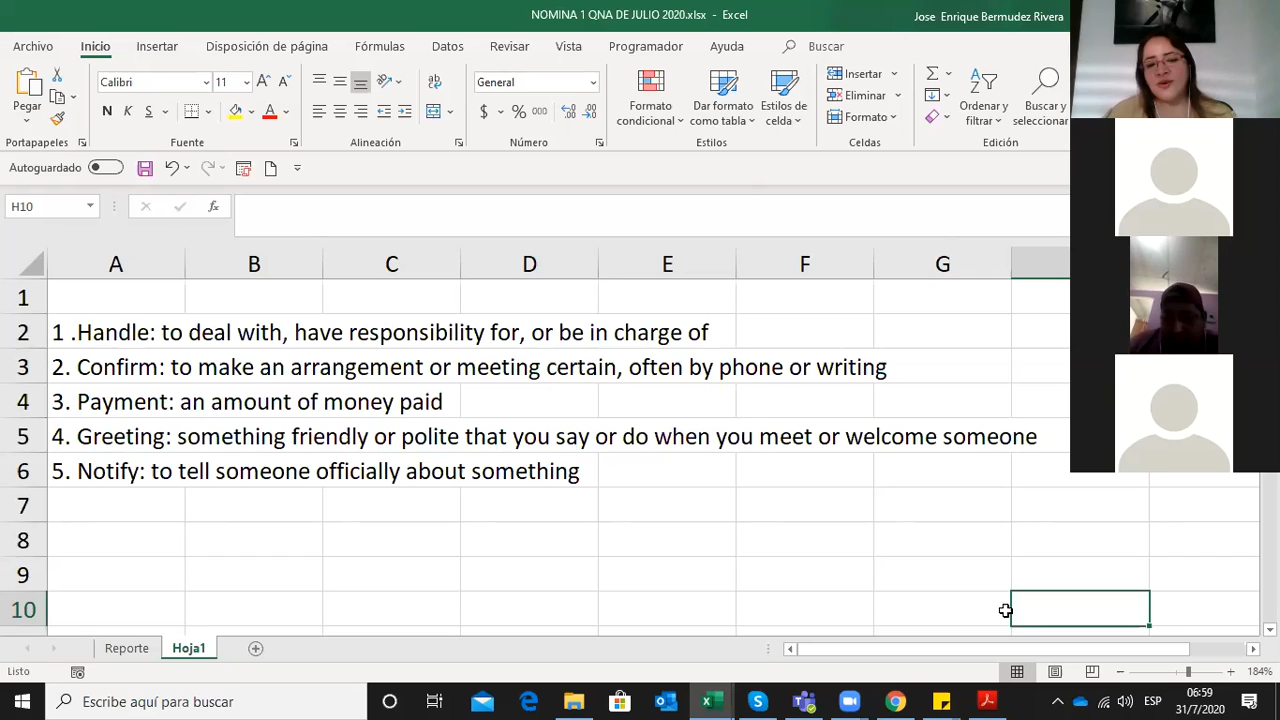 NOMINA 1 QNA DE JULIO 2020.xlsx - Excel
Jose Enrique Bermudez Rivera
Archivo Inicio Insertar Disposición de página Fórmulas Datos Revisar Vista Programador Ayuda Buscar
Pegar
Portapapeles
Calibri 11
N K S
Fuente
Alineación
General
$ % 000
Número
Formato condicional
Dar formato como tabla
Estilos de celda
Estilos
Insertar
Eliminar
Formato
Celdas
Ordenar y filtrar
Buscar y seleccionar
Edición
Autoguardado
H10 fx
A B C D E F G
1
2 1 .Handle: to deal with, have responsibility for, or be in charge of
3 2. Confirm: to make an arrangement or meeting certain, often by phone or writing
4 3. Payment: an amount of money paid
5 4. Greeting: something friendly or polite that you say or do when you meet or welcome someone
6 5. Notify: to tell someone officially about something
7
8
9
10
Reporte Hoja1
Listo 184%
Escribe aquí para buscar
ESP
06:59
31/7/2020